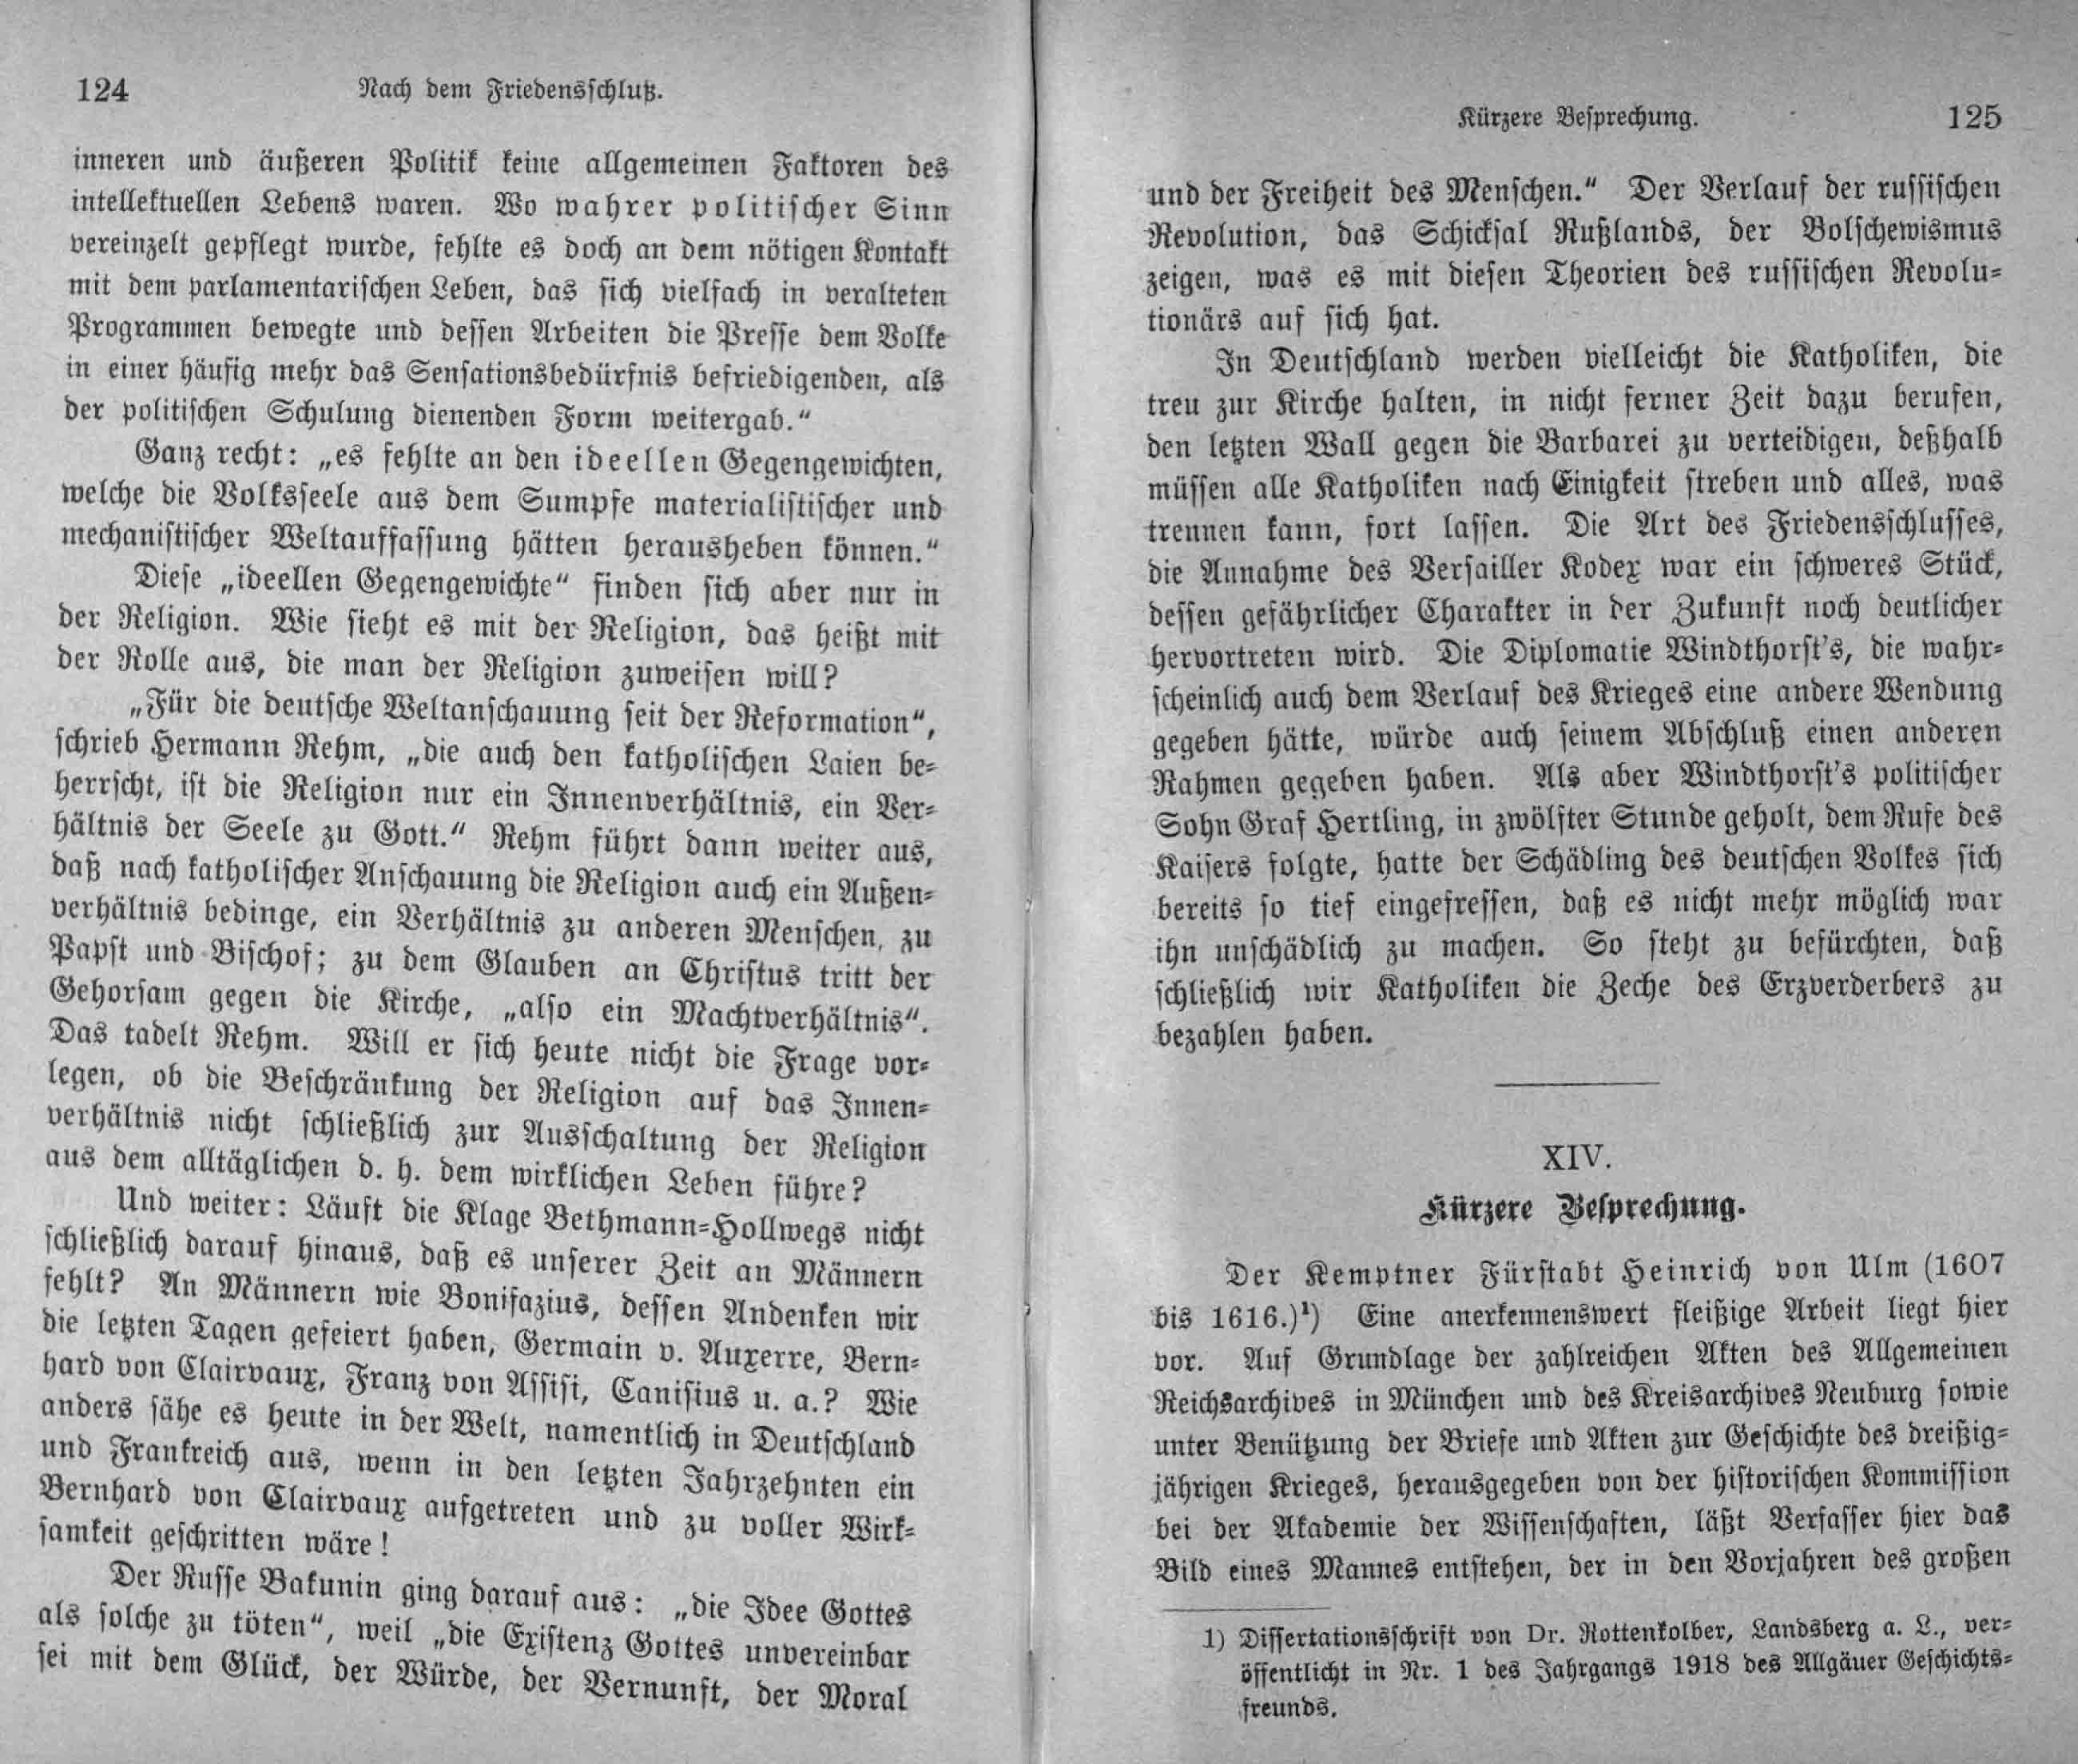 124
Nach dem Friedensschluß.
inneren und äußeren Politik keine allgemeinen Faktoren des
intellektuellen Lebens waren. Wo wahrer politischer Sinn
vereinzelt gepflegt wurde, fehlte es doch an dem nötigen Kontakt
mit dem parlamentarischen Leben, das sich vielfach in veralteten
Programmen bewegte und dessen Arbeiten die Presse dem Volke
in einer häufig mehr das Sensationsbedürfnis befriedigenden, als
der politischen Schulung dienenden Form weitergab.“
Ganz recht: „es fehlte an den ideellen Gegengewichten,
welche die Volksseele aus dem Sumpfe materialistischer und
mechanistischer Weltauffassung hätten herausheben können.“
Diese „ideellen Gegengewichte“ finden sich aber nur in
der Religion. Wie sieht es mit der Religion, das heißt mit
der Rolle aus, die man der Religion zuweisen will?
„Für die deutsche Weltanschauung seit der Reformation“,
schrieb Hermann Rehm, „die auch den katholischen Laien be-
herrscht, ist die Religion nur ein Innenverhältnis, ein Ver-
hältnis der Seele zu Gott.“ Rehm führt dann weiter aus,
daß nach katholischer Anschauung die Religion auch ein Außen-
verhältnis bedinge, ein Verhältnis zu anderen Menschen, zu
Papst und Bischof; zu dem Glauben an Christus tritt der
Gehorsam gegen die Kirche, „also ein Machtverhältnis“.
Das tadelt Rehm. Will er sich heute nicht die Frage vor-
legen, ob die Beschränkung der Religion auf das Innen-
verhältnis nicht schließlich zur Ausschaltung der Religion
aus dem alltäglichen d. h. dem wirklichen Leben führe?
Und weiter: Läuft die Klage Bethmann-Hollwegs nicht
schließlich darauf hinaus, daß es unserer Zeit an Männern
fehlt? An Männern wie Bonifazius, dessen Andenken wir
die letzten Tagen gefeiert haben, Germain v. Auxerre, Bern-
hard von Clairvaux, Franz von Assisi, Canisius u. a.? Wie
anders sähe es heute in der Welt, namentlich in Deutschland
und Frankreich aus, wenn in den letzten Jahrzehnten ein
Bernhard von Clairvaux aufgetreten und zu voller Wirk-
samkeit geschritten wäre!
Der Russe Bakunin ging darauf aus: „die Idee Gottes
als solche zu töten“, weil „die Existenz Gottes unvereinbar
sei mit dem Glück, der Würde, der Vernunft, der Moral
Kürzere Besprechung.
125
und der Freiheit des Menschen.“ Der Verlauf der russischen
Revolution, das Schicksal Rußlands, der Bolschewismus
zeigen, was es mit diesen Theorien des russischen Revolu-
tionärs auf sich hat.
In Deutschland werden vielleicht die Katholiken, die
treu zur Kirche halten, in nicht ferner Zeit dazu berufen,
den letzten Wall gegen die Barbarei zu verteidigen, deßhalb
müssen alle Katholiken nach Einigkeit streben und alles, was
trennen kann, fort lassen. Die Art des Friedensschlusses,
die Annahme des Versailler Kodex war ein schweres Stück,
dessen gefährlicher Charakter in der Zukunft noch deutlicher
hervortreten wird. Die Diplomatie Windthorst's, die wahr-
scheinlich auch dem Verlauf des Krieges eine andere Wendung
gegeben hätte, würde auch seinem Abschluß einen anderen
Rahmen gegeben haben. Als aber Windthorst's politischer
Sohn Graf Hertling, in zwölfter Stunde geholt, dem Rufe des
Kaisers folgte, hatte der Schädling des deutschen Volkes sich
bereits so tief eingefressen, daß es nicht mehr möglich war
ihn unschädlich zu machen. So steht zu befürchten, daß
schließlich wir Katholiken die Zeche des Erzverderbers zu
bezahlen haben.
XIV.
Kürzere Besprechung.
Der Kemptner Fürstabt Heinrich von Ulm (1607
bis 1616.)¹) Eine anerkennenswert fleißige Arbeit liegt hier
vor. Auf Grundlage der zahlreichen Akten des Allgemeinen
Reichsarchives in München und des Kreisarchives Neuburg sowie
unter Benützung der Briefe und Akten zur Geschichte des dreißig-
jährigen Krieges, herausgegeben von der historischen Kommission
bei der Akademie der Wissenschaften, läßt Verfasser hier das
Bild eines Mannes entstehen, der in den Vorjahren des großen
1) Dissertationsschrift von Dr. Rottenkolber, Landsberg a. L., ver-
öffentlicht in Nr. 1 des Jahrgangs 1918 des Allgäuer Geschichts-
freunds.